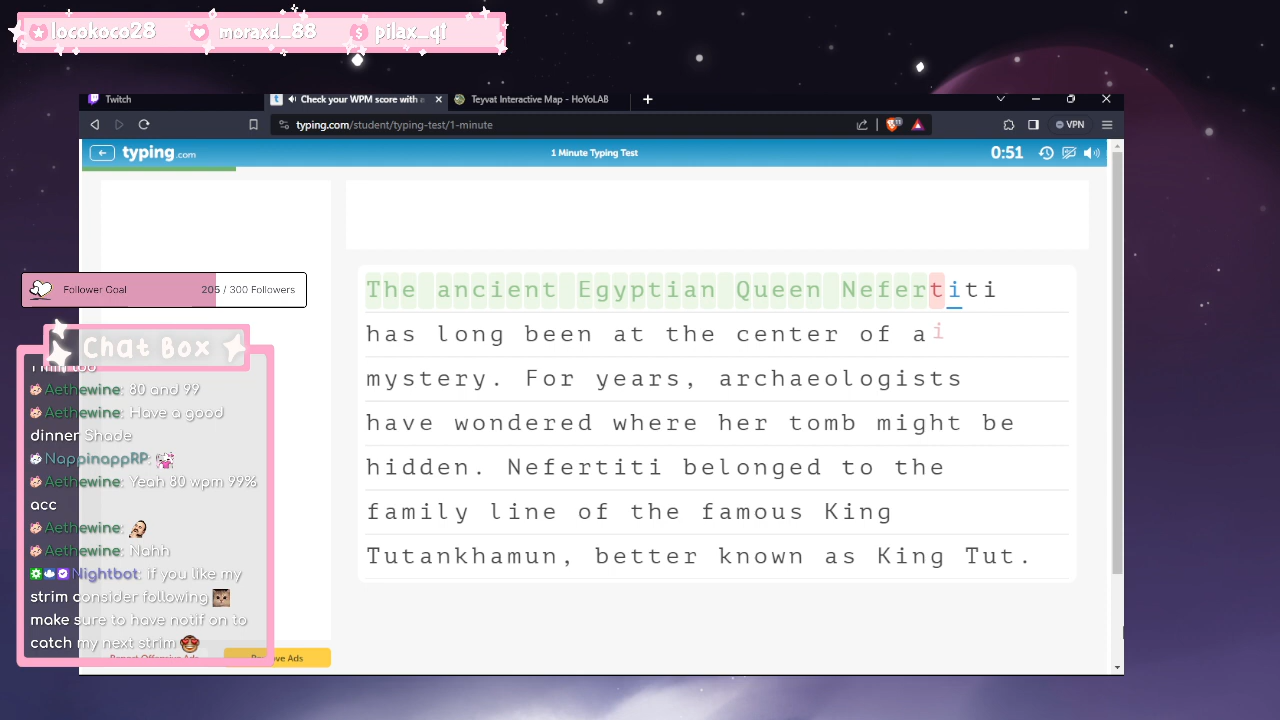 locokoco28 moraxd_88 pilax_qt
Twitch
Check your WPM score with a
Teyvat Interactive Map - HoYoLAB
typing.com/student/typing-test/1-minute
VPN
typing.com
1 Minute Typing Test
0:51
Follower Goal
205 / 300 Followers
The ancient Egyptian Queen Nefertiti
has long been at the center of a
i
mystery. For years, archaeologists
have wondered where her tomb might be
hidden. Nefertiti belonged to the
family line of the famous King
Tutankhamun, better known as King Tut.
Chat Box
Aethewine: 80 and 99
Aethewine: Have a good
dinner Shade
NappinappRP:
Aethewine: Yeah 80 wpm 99%
acc
Aethewine:
Aethewine: Nahh
Nightbot: if you like my
strim consider following
make sure to have notif on to
catch my next strim
Report Offensive Ads
Remove Ads